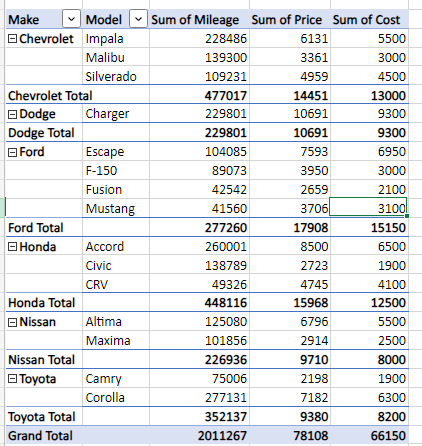 Make Model Sum of Mileage Sum of Price Sum of Cost
Chevrolet Impala 228486 6131 5500
Malibu 139300 3361 3000
Silverado 109231 4959 4500
Chevrolet Total 477017 14451 13000
Dodge Charger 229801 10691 9300
Dodge Total 229801 10691 9300
Ford Escape 104085 7593 6950
F-150 89073 3950 3000
Fusion 42542 2659 2100
Mustang 41560 3706 3100
Ford Total 277260 17908 15150
Honda Accord 260001 8500 6500
Civic 138789 2723 1900
CRV 49326 4745 4100
Honda Total 448116 15968 12500
Nissan Altima 125080 6796 5500
Maxima 101856 2914 2500
Nissan Total 226936 9710 8000
Toyota Camry 75006 2198 1900
Corolla 277131 7182 6300
Toyota Total 352137 9380 8200
Grand Total 2011267 78108 66150